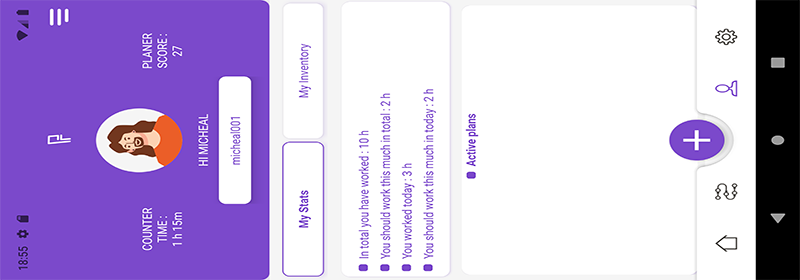 18:55
COUNTER
TIME :
1 h 15m
PLANER
SCORE :
27
HI MICHEAL
micheal001
My Stats
My Inventory
In total you have worked : 10 h
You should work this much in total : 2 h
You worked today : 3 h
You should work this much in today : 2 h
Active plans